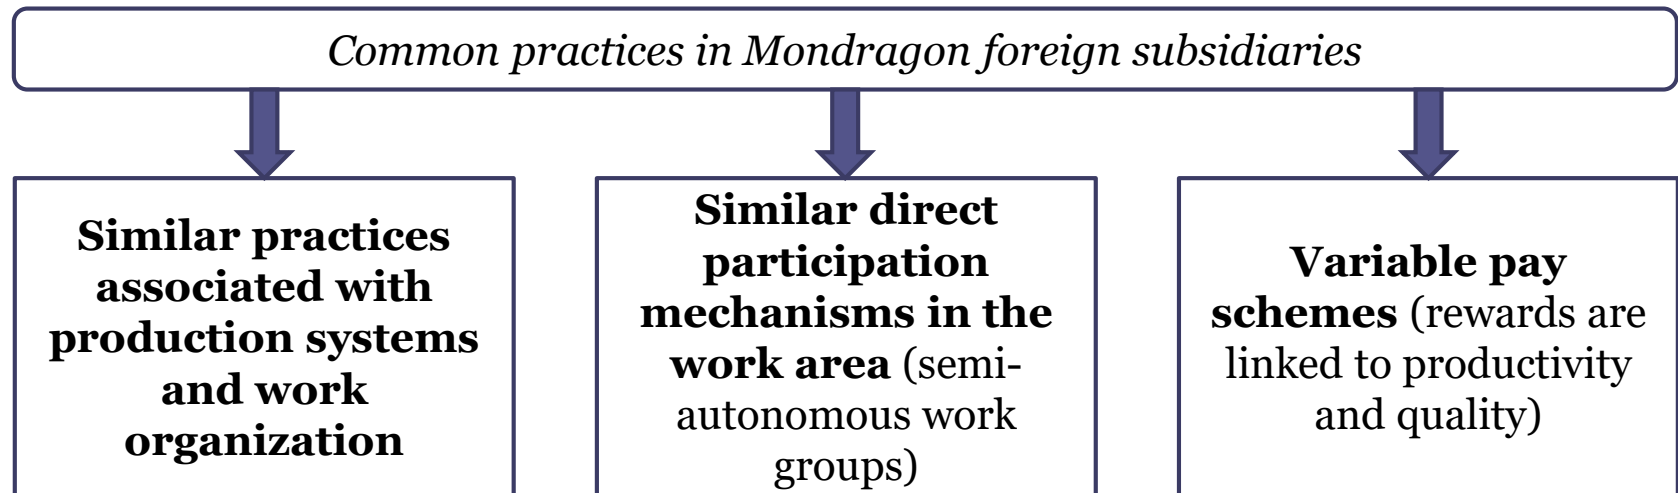 Common practices in Mondragon foreign subsidiaries
Similar practices
associated with
production systems
and work
organization
Similar direct
participation
mechanisms in the
work area (semi-
autonomous work
groups)
Variable pay
schemes (rewards are
linked to productivity
and quality)